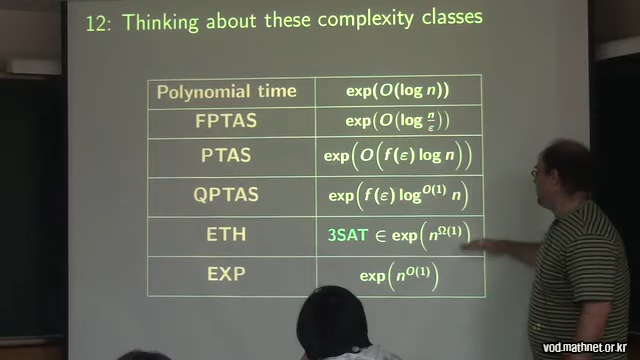 12: Thinking about these complexity classes
Polynomial time exp(O(log n))
FPTAS exp(O(log n/ε))
PTAS exp(O(f(ε) log n))
QPTAS exp(f(ε) log^{O(1)} n)
ETH 3SAT ∈ exp(n^{Ω(1)})
EXP exp(n^{O(1)})
vod.mathnet.or.kr